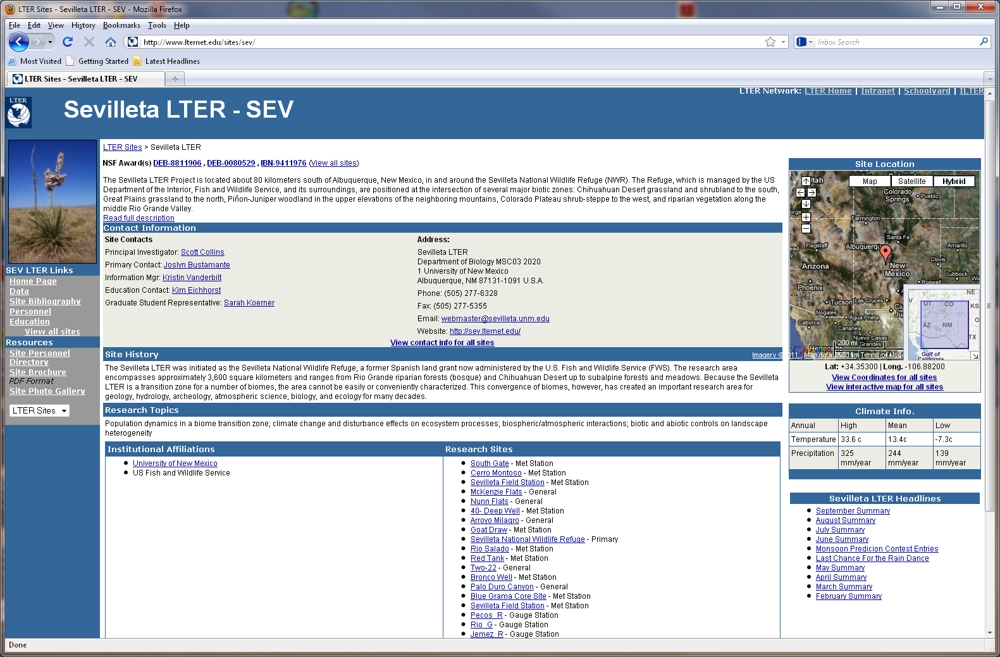 LTER Sites - Sevilleta LTER - SEV - Mozilla Firefox
File Edit View History Bookmarks Tools Help
http://www.lternet.edu/sites/sev/
Inbox Search
Most Visited Getting Started Latest Headlines
LTER Sites - Sevilleta LTER - SEV
LTER Network: LTER Home | Intranet | Schoolyard | ILTER
LTER
Sevilleta LTER - SEV
SEV LTER Links
Home Page
Data
Site Bibliography
Personnel
Education
View all sites
Resources
Site Personnel
Directory
Site Brochure
PDF Format
Site Photo Gallery
LTER Sites
LTER Sites > Sevilleta LTER
NSF Award(s) DEB-8811906 , DEB-0080529 , IBN-9411976 (View all sites)
The Sevilleta LTER Project is located about 80 kilometers south of Albuquerque, New Mexico, in and around the Sevilleta National Wildlife Refuge (NWR). The Refuge, which is managed by the US
Department of the Interior, Fish and Wildlife Service, and its surroundings, are positioned at the intersection of several major biotic zones: Chihuahuan Desert grassland and shrubland to the south,
Great Plains grassland to the north, Piñon-Juniper woodland in the upper elevations of the neighboring mountains, Colorado Plateau shrub-steppe to the west, and riparian vegetation along the
middle Rio Grande Valley.
Read full description
Contact Information
Site Contacts
Principal Investigator: Scott Collins
Primary Contact: Joslyn Bustamante
Information Mgr: Kristin Vanderbilt
Education Contact: Kim Eichhorst
Graduate Student Representative: Sarah Koerner
Address:
Sevilleta LTER
Department of Biology MSC03 2020
1 University of New Mexico
Albuquerque, NM 87131-1091 U.S.A.
Phone: (505) 277-6328
Fax: (505) 277-5355
Email: webmaster@sevilleta.unm.edu
Website: http://sev.lternet.edu/
View contact info for all sites
Site History
The Sevilleta LTER was initiated as the Sevilleta National Wildlife Refuge, a former Spanish land grant now administered by the U.S. Fish and Wildlife Service (FWS). The research area
encompasses approximately 3,600 square kilometers and ranges from Rio Grande riparian forests (bosque) and Chihuahuan Desert up to subalpine forests and meadows. Because the Sevilleta
LTER is a transition zone for a number of biomes, the area cannot be easily or conveniently characterized. This convergence of biomes, however, has created an important research area for
geology, hydrology, archeology, atmospheric science, biology, and ecology for many decades.
Research Topics
Population dynamics in a biome transition zone; climate change and disturbance effects on ecosystem processes; biospheric/atmospheric interactions; biotic and abiotic controls on landscape
heterogeneity
Institutional Affiliations
University of New Mexico
US Fish and Wildlife Service
Research Sites
South Gate - Met Station
Cerro Montoso - Met Station
Sevilleta Field Station - Met Station
McKenzie Flats - General
Nunn Flats - General
40- Deep Well - Met Station
Arroyo Milagro - General
Goat Draw - Met Station
Sevilleta National Wildlife Refuge - Primary
Rio Salado - Met Station
Red Tank - Met Station
Two-22 - General
Bronco Well - Met Station
Palo Duro Canyon - General
Blue Grama Core Site - Met Station
Sevilleta Field Station - Met Station
Pecos_R - Gauge Station
Rio_G - Gauge Station
Jemez_R - Gauge Station
Site Location
Map Satellite Hybrid
Utah
Colorado
Springs
Pueblo
Farmington
Santa Fe
Flagstaff
Albuquerque
Amarillo
Clovis
Arizona
New
Mexico
Lubbock
Roswell
Phoenix
Tucson
Las Cruces
Nogales
Agua Prieta
Caborca
Cananea
Nuevo Casas
Grandes
NE
UT CO
KS
AZ NM
TX
Gulf of
California
200 mi
Imagery
Map data
Terms of
Lat: +34.35300 | Long. -106.88200
View Coordinates for all sites
View interactive map for all sites
Climate Info.
Annual High Mean Low
Temperature 33.6 c 13.4c -7.3c
Precipitation 325 mm/year 244 mm/year 139 mm/year
Sevilleta LTER Headlines
September Summary
August Summary
July Summary
June Summary
Monsoon Predicion Contest Entries
Last Chance For the Rain Dance
May Summary
April Summary
March Summary
February Summary
Done